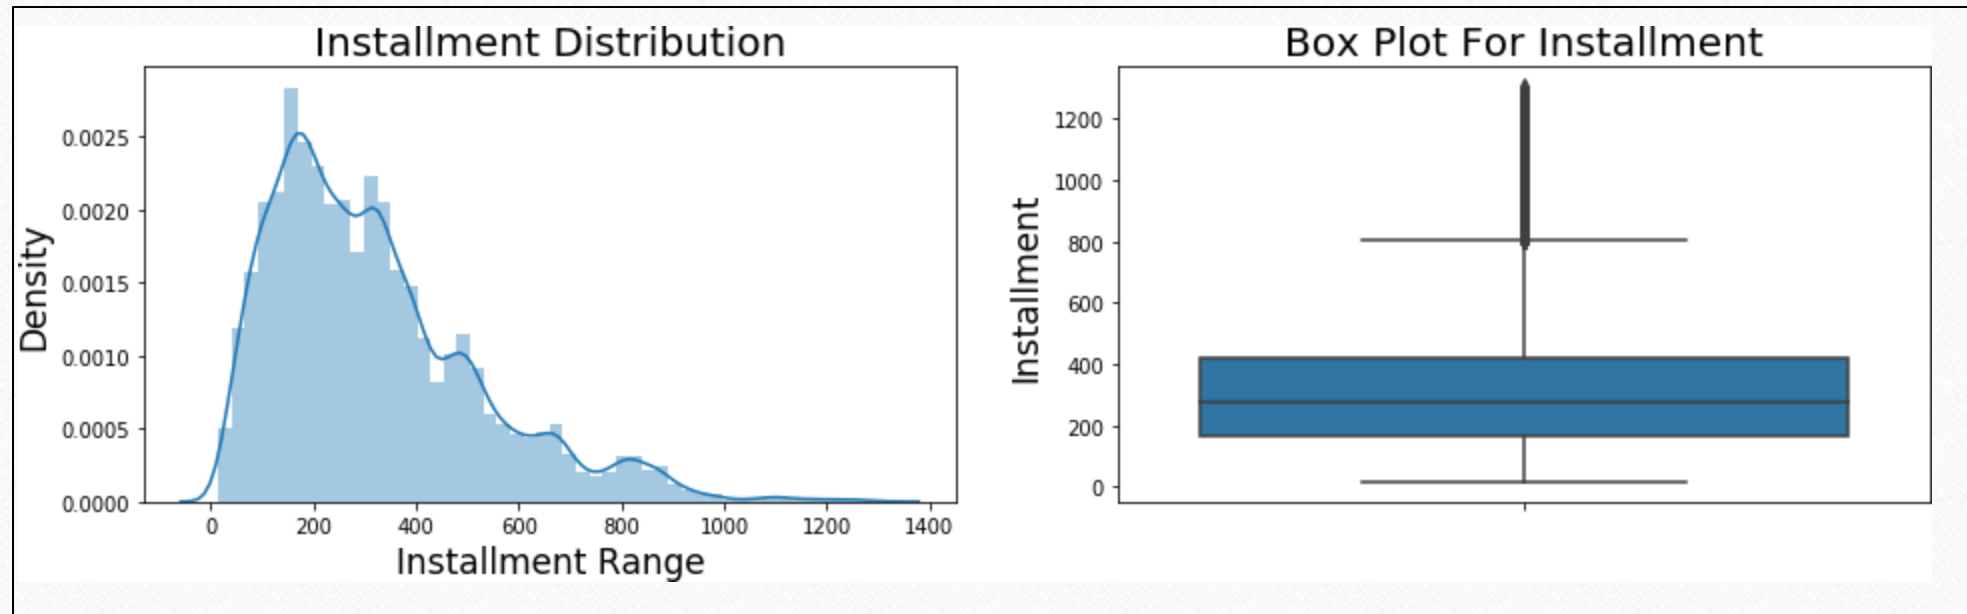 Installment Distribution
Density
0.0025
0.0020
0.0015
0.0010
0.0005
0.0000
0 200 400 600 800 1000 1200 1400
Installment Range
Box Plot For Installment
Installment
1200
1000
800
600
400
200
0